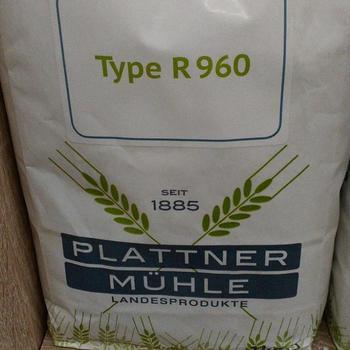 Type R 960
SEIT
1885
PLATTNER
MÜHLE
LANDESPRODUKTE